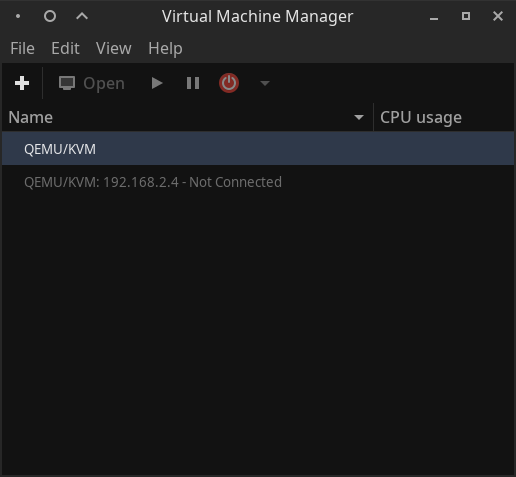 Virtual Machine Manager
File Edit View Help
Open
Name CPU usage
QEMU/KVM
QEMU/KVM: 192.168.2.4 - Not Connected